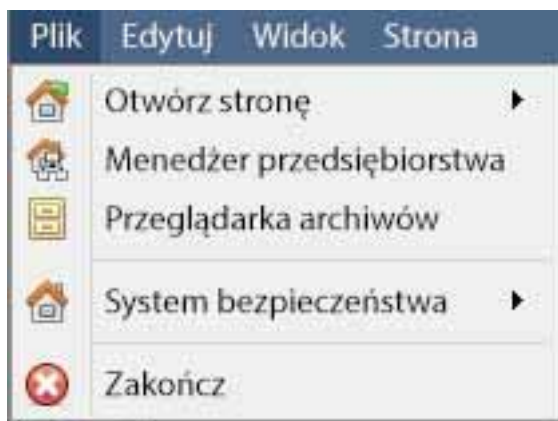 Plik Edytuj Widok Strona
Otwórz stronę
Menedżer przedsiębiorstwa
Przeglądarka archiwów
System bezpieczeństwa
Zakończ